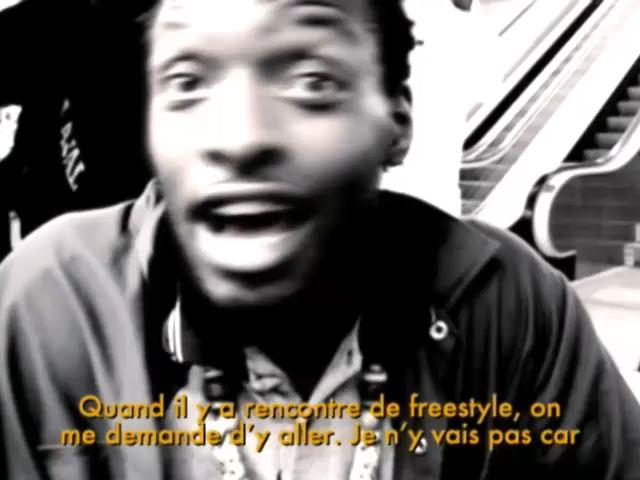 Quand il y a rencontre de freestyle, on
me demande d'y aller. Je n'y vais pas car